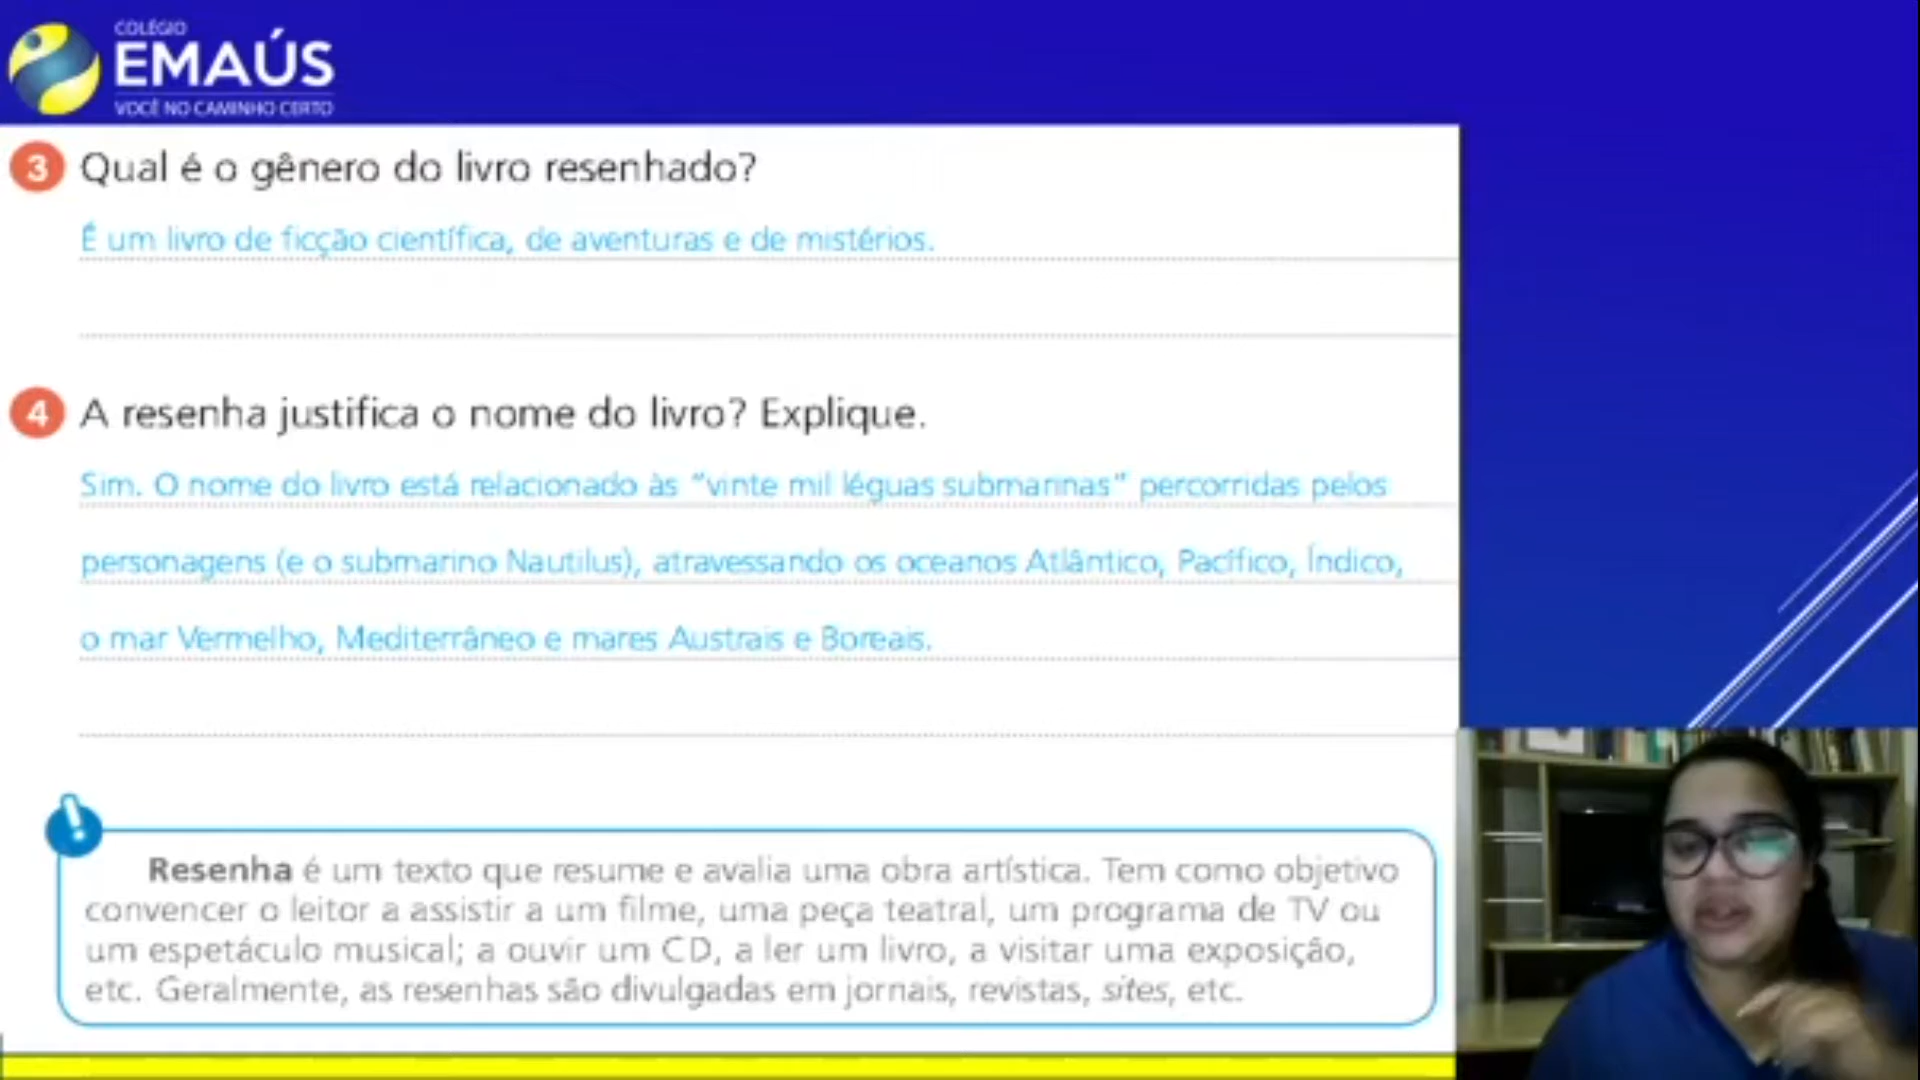 COLÉGIO
EMAÚS
VOCÊ NO CAMINHO CERTO
3 Qual é o gênero do livro resenhado?
É um livro de ficção científica, de aventuras e de mistérios.
4 A resenha justifica o nome do livro? Explique.
Sim. O nome do livro está relacionado às “vinte mil léguas submarinas” percorridas pelos
personagens (e o submarino Nautilus), atravessando os oceanos Atlântico, Pacífico, Índico,
o mar Vermelho, Mediterrâneo e mares Austrais e Boreais.
!
Resenha é um texto que resume e avalia uma obra artística. Tem como objetivo
convencer o leitor a assistir a um filme, uma peça teatral, um programa de TV ou
um espetáculo musical; a ouvir um CD, a ler um livro, a visitar uma exposição,
etc. Geralmente, as resenhas são divulgadas em jornais, revistas, sites, etc.